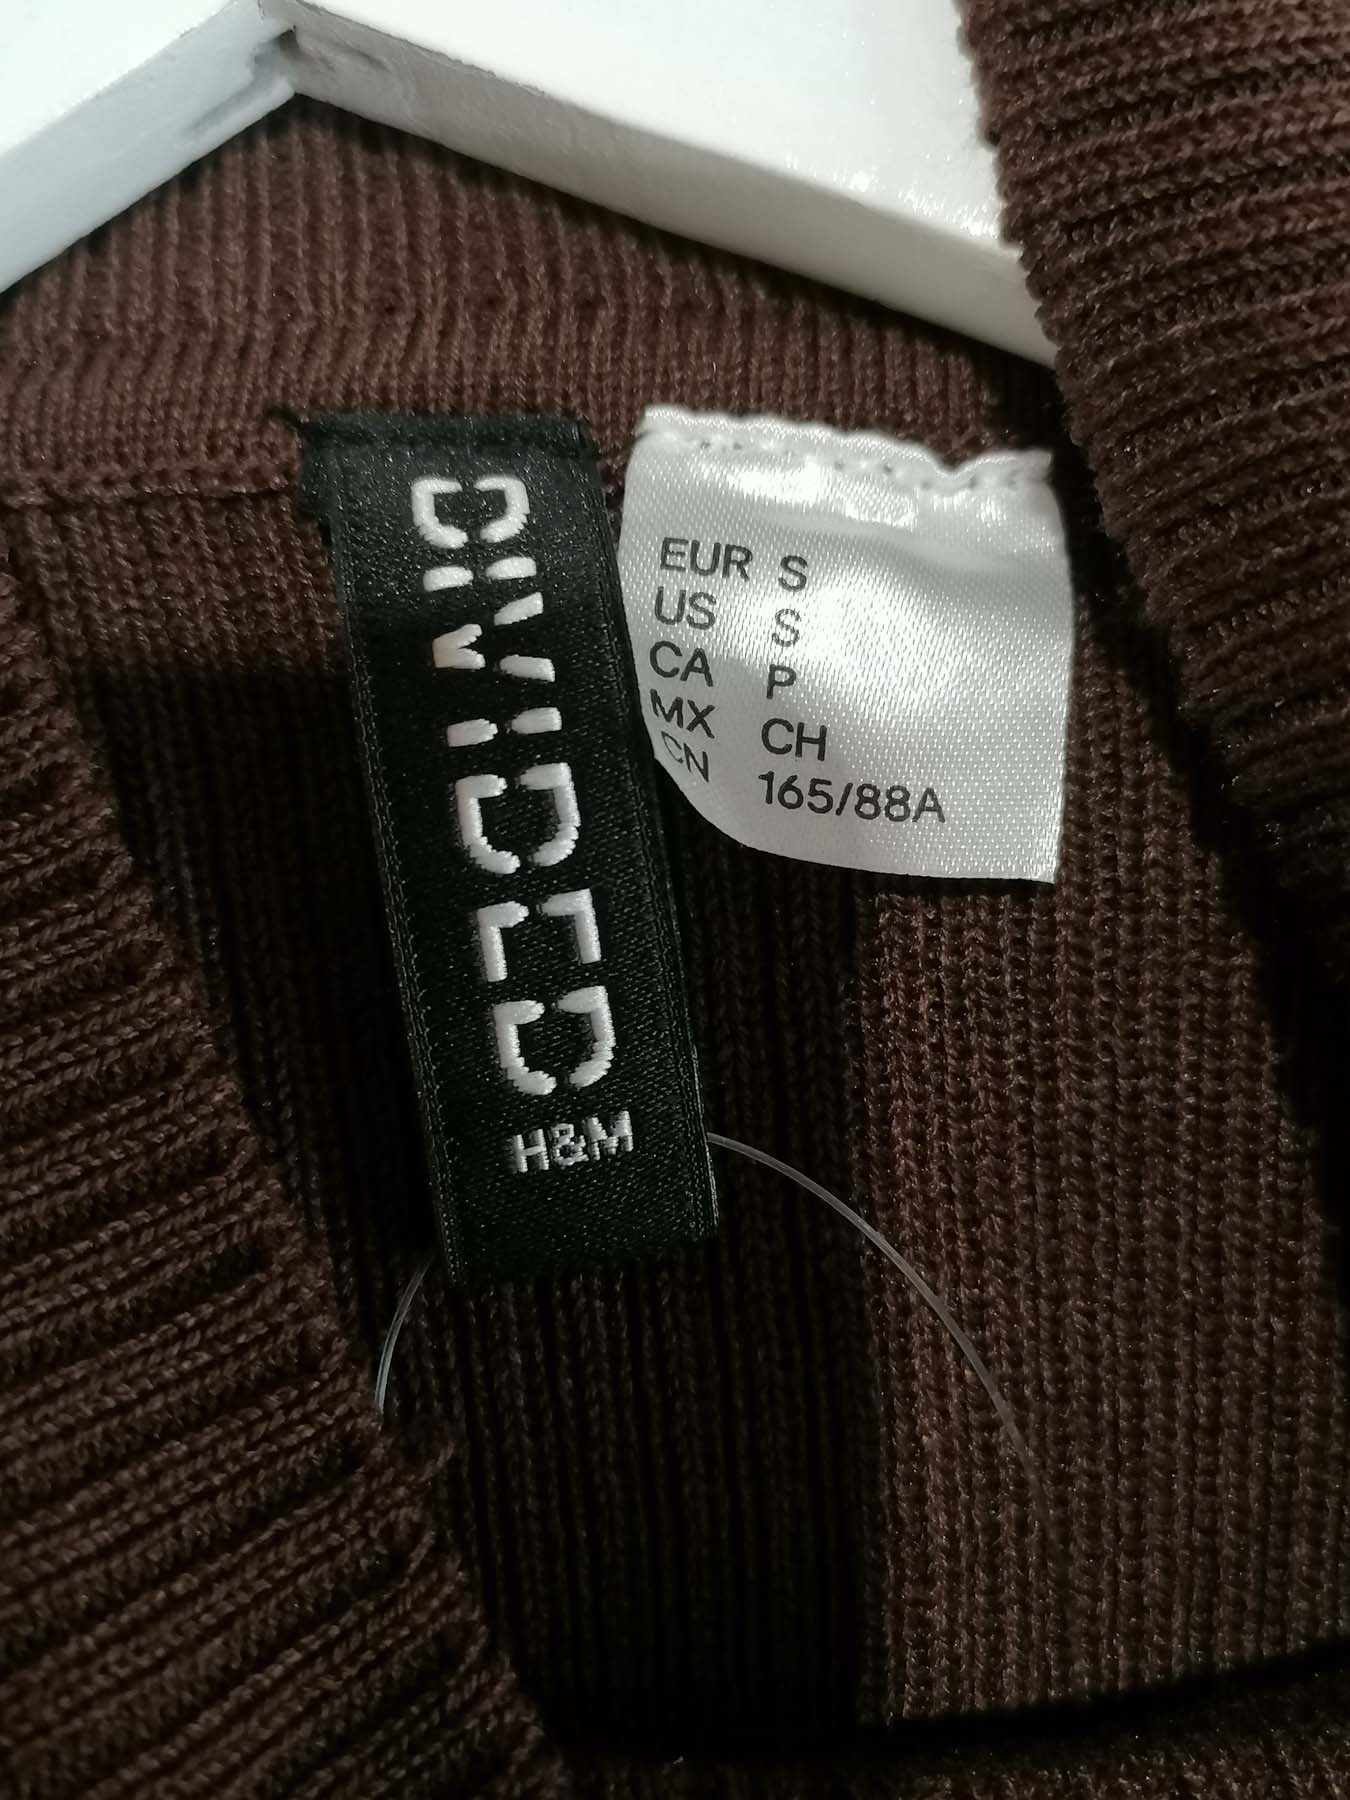 DIVIDED
H&M
EUR S
US S
CA P
MX CH
CN 165/88A